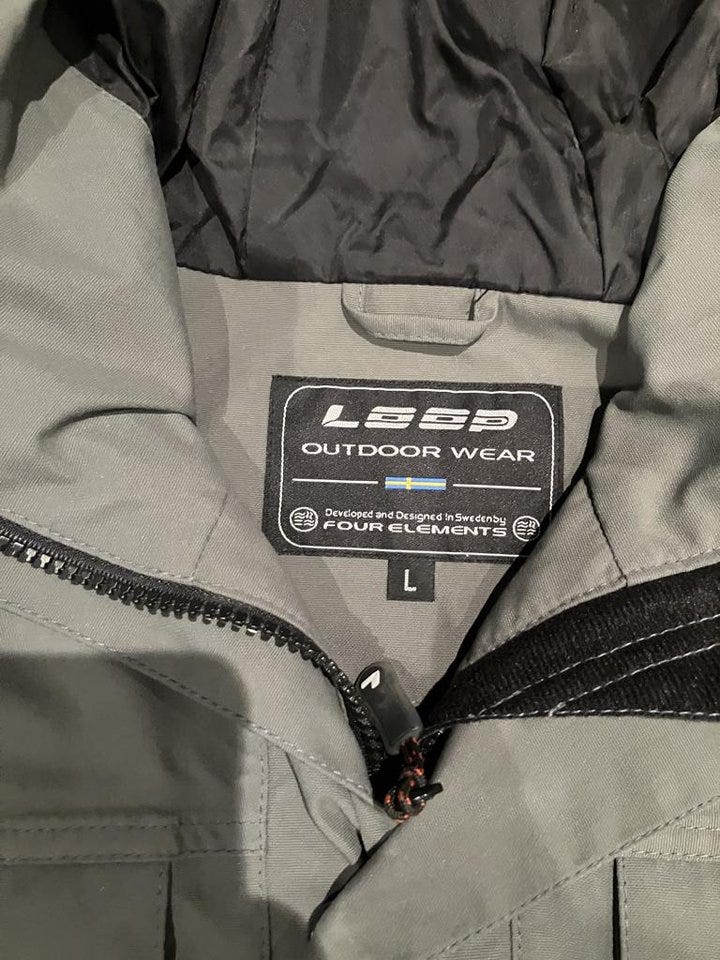 LOOP
OUTDOOR WEAR
Developed and Designed In Sweden by
FOUR ELEMENTS
L